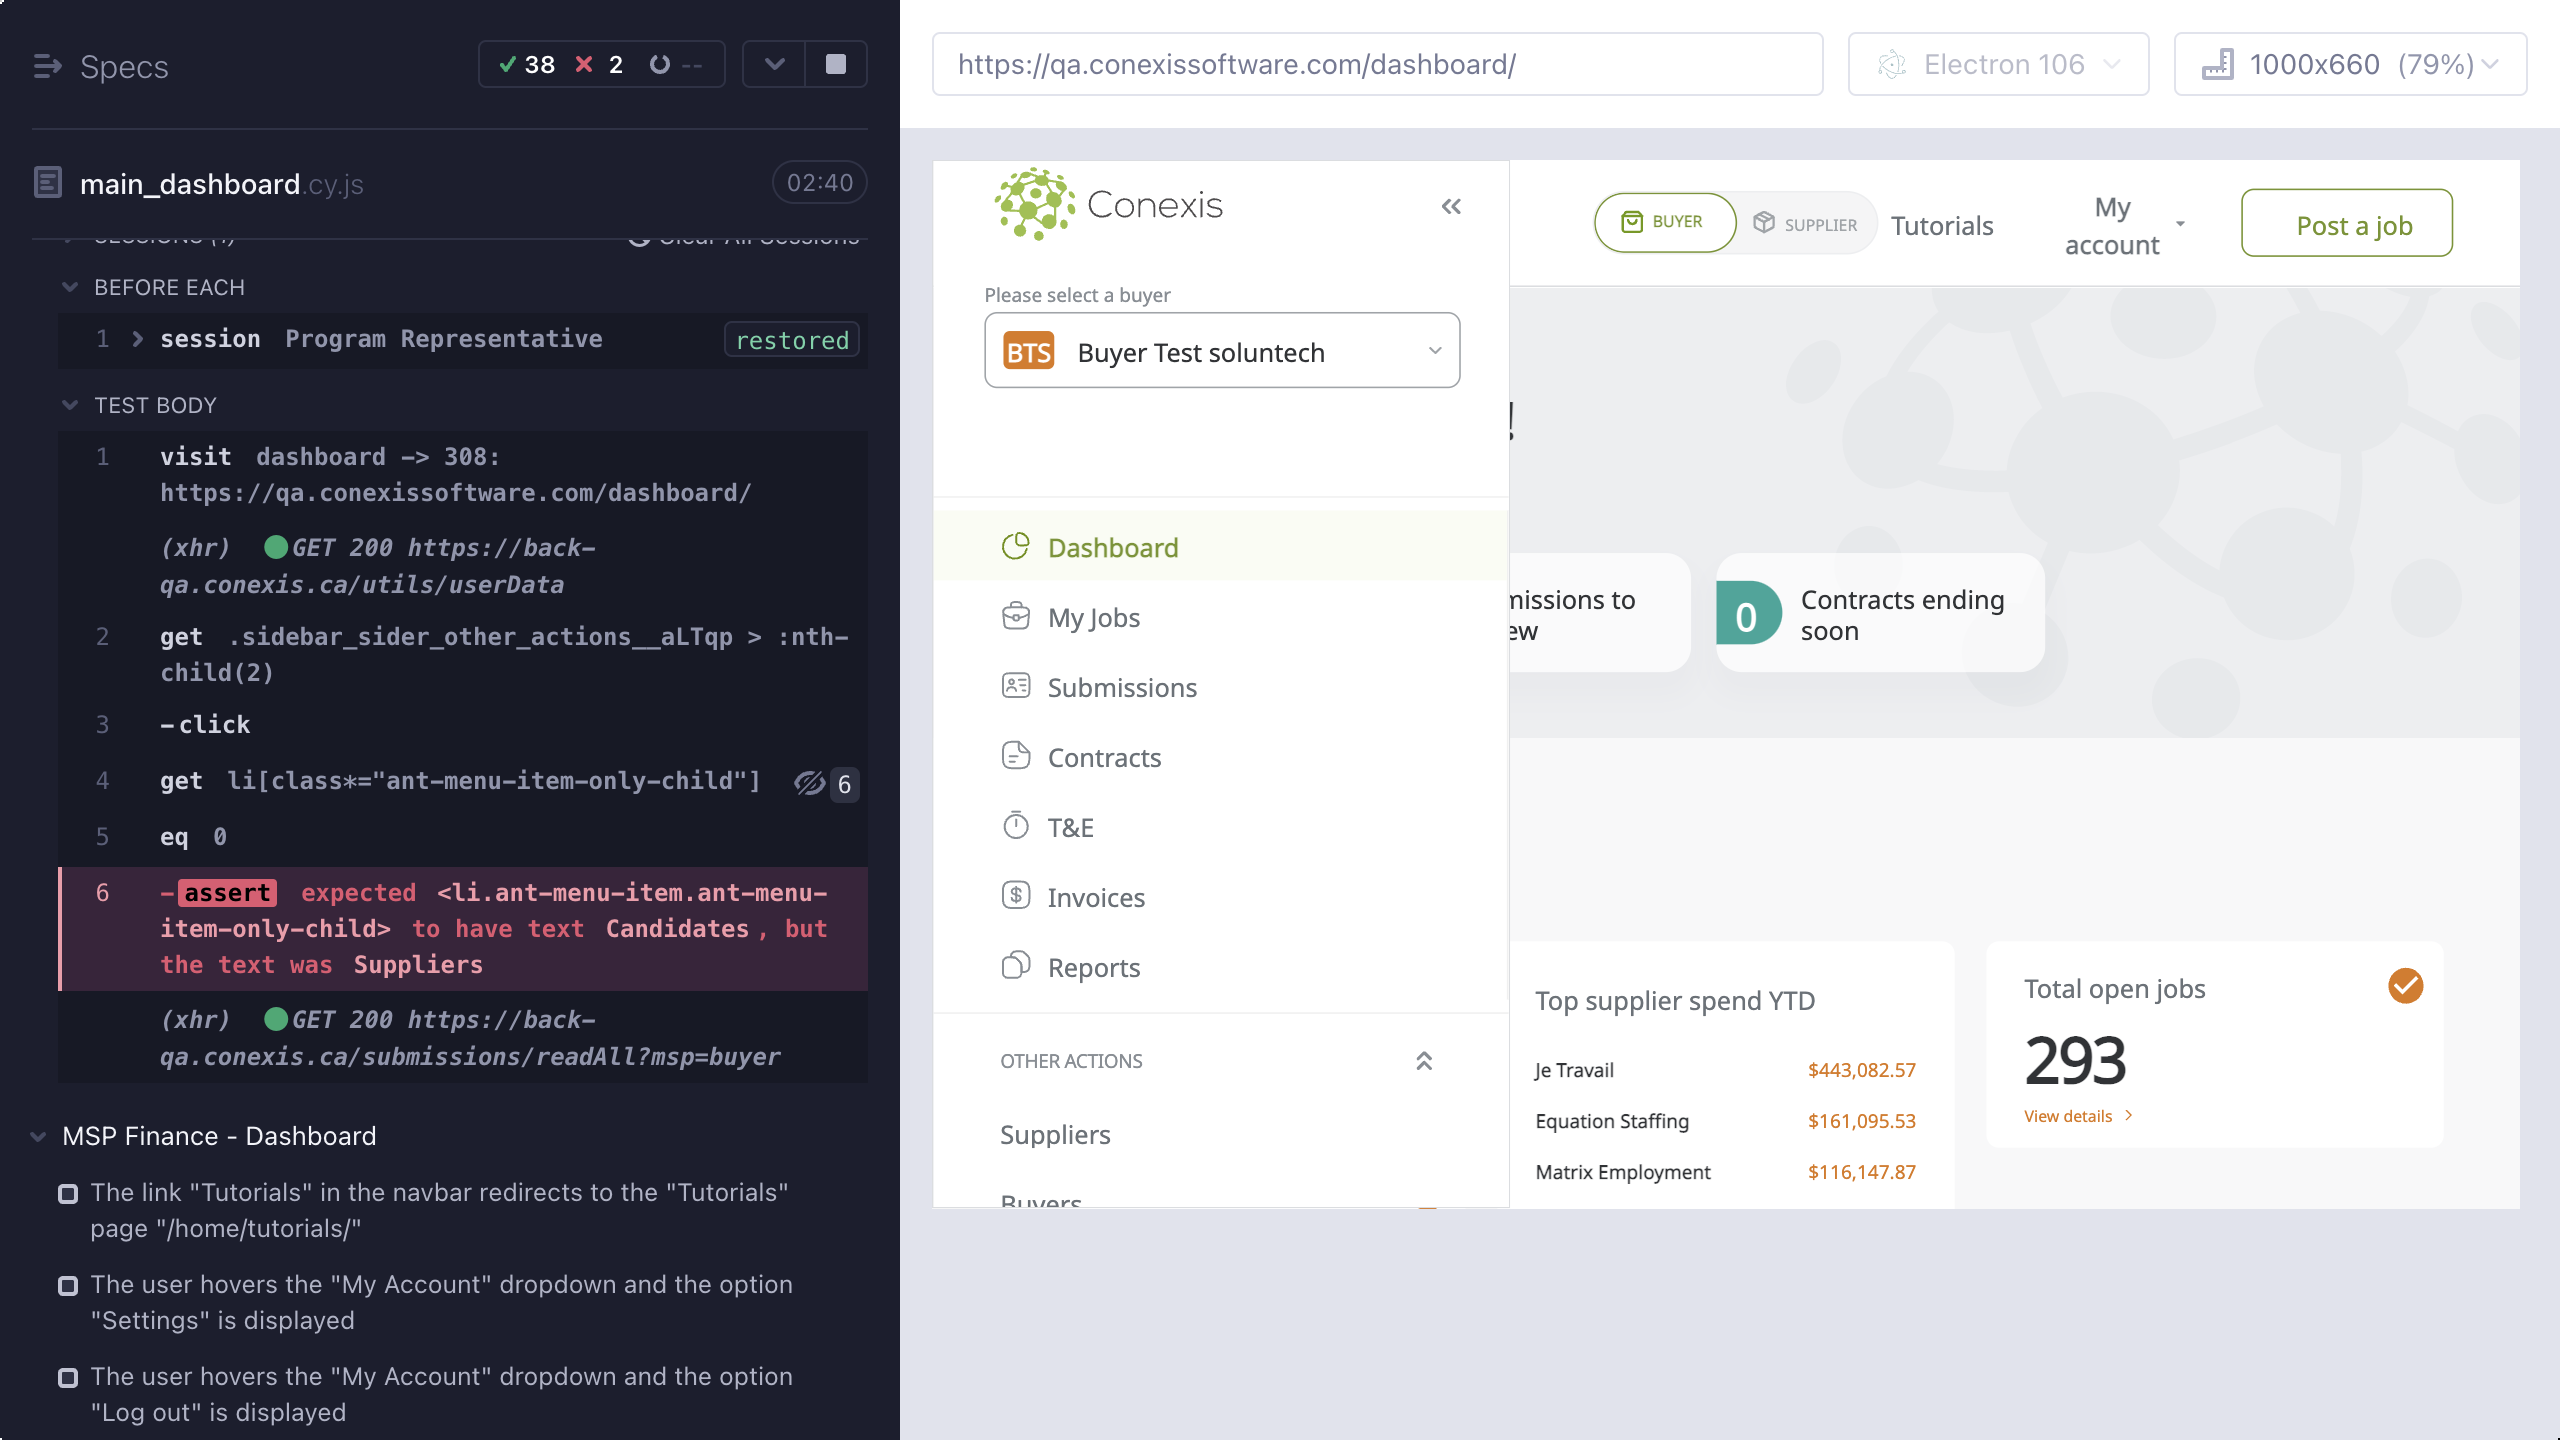 Specs
38
2
--
main_dashboard.cy.js
02:40
SESSIONS (1)
Clear All Sessions
BEFORE EACH
1 session Program Representative restored
TEST BODY
1 visit dashboard -> 308:
https://qa.conexissoftware.com/dashboard/
(xhr) GET 200 https://back-
qa.conexis.ca/utils/userData
2 get .sidebar_sider_other_actions__aLTqp > :nth-
child(2)
3 -click
4 get li[class*="ant-menu-item-only-child"] 6
5 eq 0
6 -assert expected <li.ant-menu-item.ant-menu-
item-only-child> to have text Candidates, but
the text was Suppliers
(xhr) GET 200 https://back-
qa.conexis.ca/submissions/readAll?msp=buyer
MSP Finance - Dashboard
The link "Tutorials" in the navbar redirects to the "Tutorials"
page "/home/tutorials/"
The user hovers the "My Account" dropdown and the option
"Settings" is displayed
The user hovers the "My Account" dropdown and the option
"Log out" is displayed
https://qa.conexissoftware.com/dashboard/
Electron 106
1000x660 (79%)
Conexis
Please select a buyer
BTS Buyer Test soluntech
Dashboard
My Jobs
Submissions
Contracts
T&E
Invoices
Reports
OTHER ACTIONS
Suppliers
Buyers
BUYER
SUPPLIER
Tutorials
My
account
Post a job
!
missions to
ew
0
Contracts ending
soon
Top supplier spend YTD
Je Travail $443,082.57
Equation Staffing $161,095.53
Matrix Employment $116,147.87
Total open jobs
293
View details